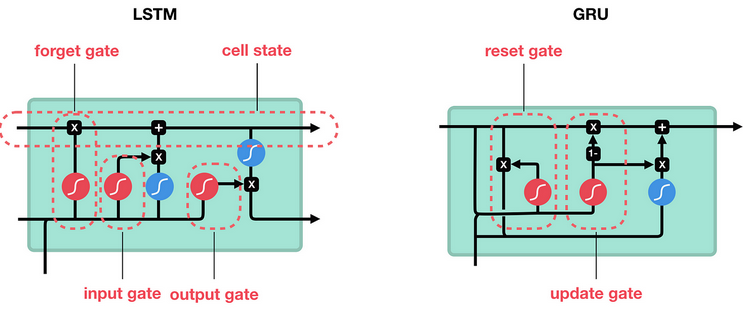 LSTM
forget gate
cell state
x
+
x
x
input gate
output gate
GRU
reset gate
x
+
1-
x
x
update gate